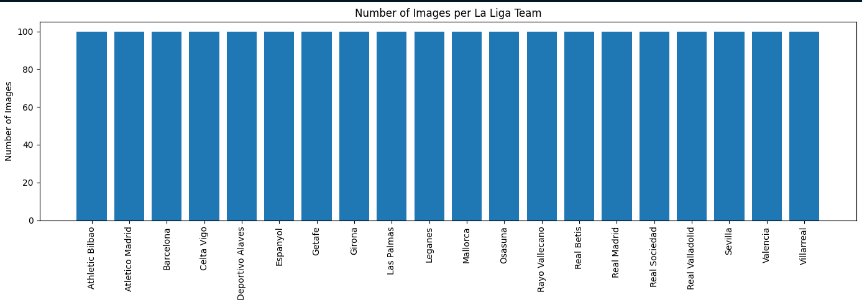 Number of Images per La Liga Team
Number of Images
100
80
60
40
20
0
Athletic Bilbao
Atletico Madrid
Barcelona
Celta Vigo
Deportivo Alaves
Espanyol
Getafe
Girona
Las Palmas
Leganes
Mallorca
Osasuna
Rayo Vallecano
Real Betis
Real Madrid
Real Sociedad
Real Valladolid
Sevilla
Valencia
Villarreal